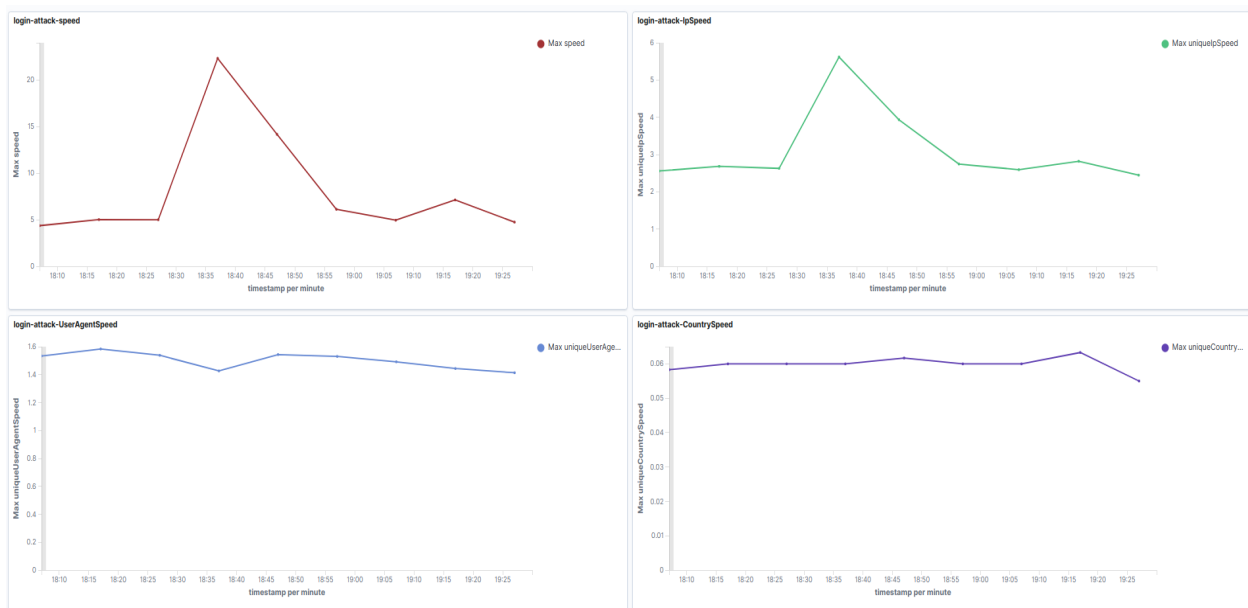 login-attack-speed
Max speed
20
15
10
5
0
Max speed
18:10 18:15 18:20 18:25 18:30 18:35 18:40 18:45 18:50 18:55 19:00 19:05 19:10 19:15 19:20 19:25
timestamp per minute
login-attack-IpSpeed
Max uniqueIpSpeed
6
5
4
3
2
1
0
Max uniqueIpSpeed
18:10 18:15 18:20 18:25 18:30 18:35 18:40 18:45 18:50 18:55 19:00 19:05 19:10 19:15 19:20 19:25
timestamp per minute
login-attack-UserAgentSpeed
Max uniqueUserAge...
1.6
1.4
1.2
1
0.8
0.6
0.4
0.2
0
Max uniqueUserAgentSpeed
18:10 18:15 18:20 18:25 18:30 18:35 18:40 18:45 18:50 18:55 19:00 19:05 19:10 19:15 19:20 19:25
timestamp per minute
login-attack-CountrySpeed
Max uniqueCountry...
0.06
0.05
0.04
0.03
0.02
0.01
0.00
Max uniqueCountrySpeed
18:10 18:15 18:20 18:25 18:30 18:35 18:40 18:45 18:50 18:55 19:00 19:05 19:10 19:15 19:20 19:25
timestamp per minute